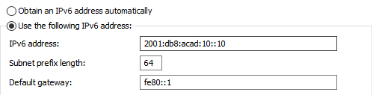 Obtain an IPv6 address automatically
Use the following IPv6 address:
IPv6 address: 2001:db8:acad:10::10
Subnet prefix length: 64
Default gateway: fe80::1